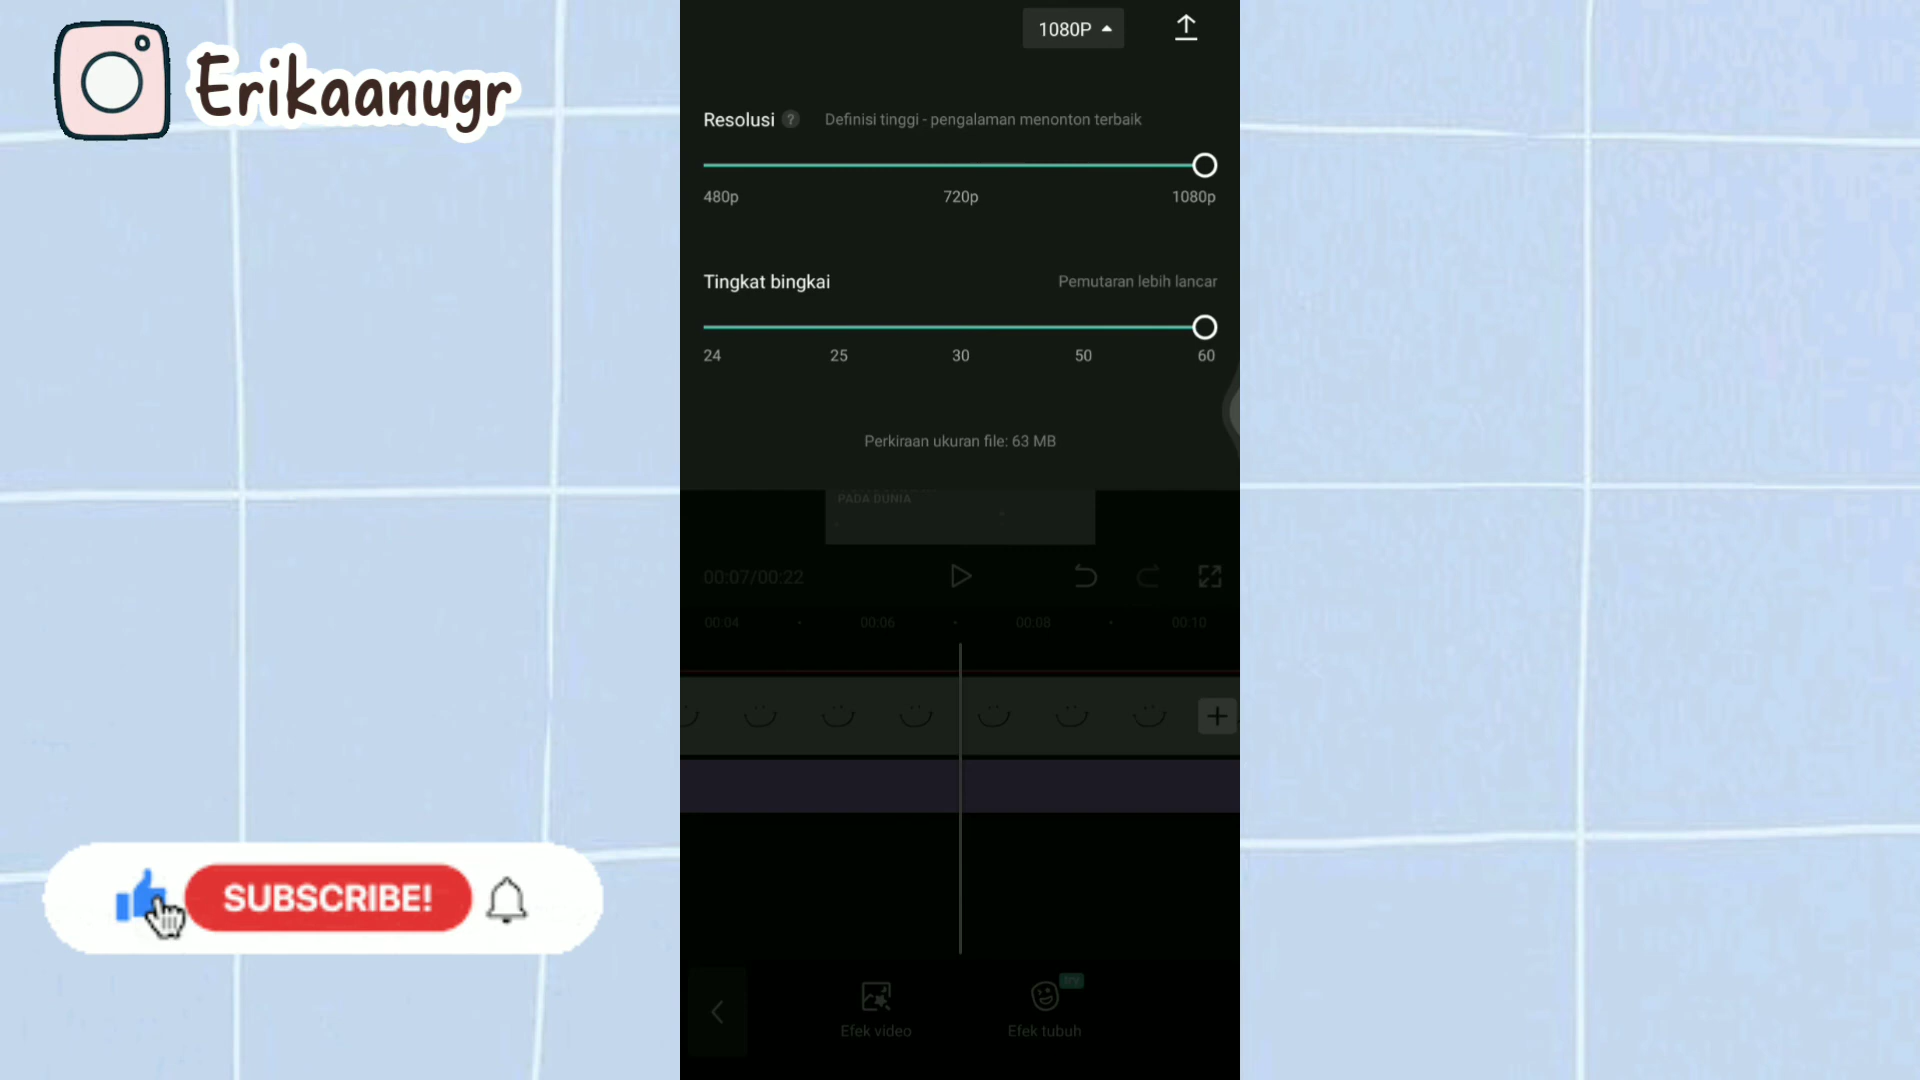 Erikaanugr
1080P
Resolusi ? Definisi tinggi - pengalaman menonton terbaik
480p 720p 1080p
Tingkat bingkai Pemutaran lebih lancar
24 25 30 50 60
Perkiraan ukuran file: 63 MB
PADA DUNIA
00:07/00:22
00:04 00:06 00:08 00:10
SUBSCRIBE!
try
Efek video Efek tubuh